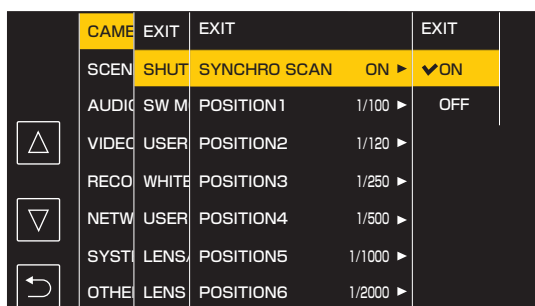 CAME EXIT EXIT EXIT
SCEN SHUT SYNCHRO SCAN ON ► ✔ON
AUDI SW M POSITION1 1/100 ► OFF
VIDEO USER POSITION2 1/120 ►
RECO WHITE POSITION3 1/250 ►
NETW USER POSITION4 1/500 ►
SYST LENS/ POSITION5 1/1000 ►
OTHE LENS POSITION6 1/2000 ►